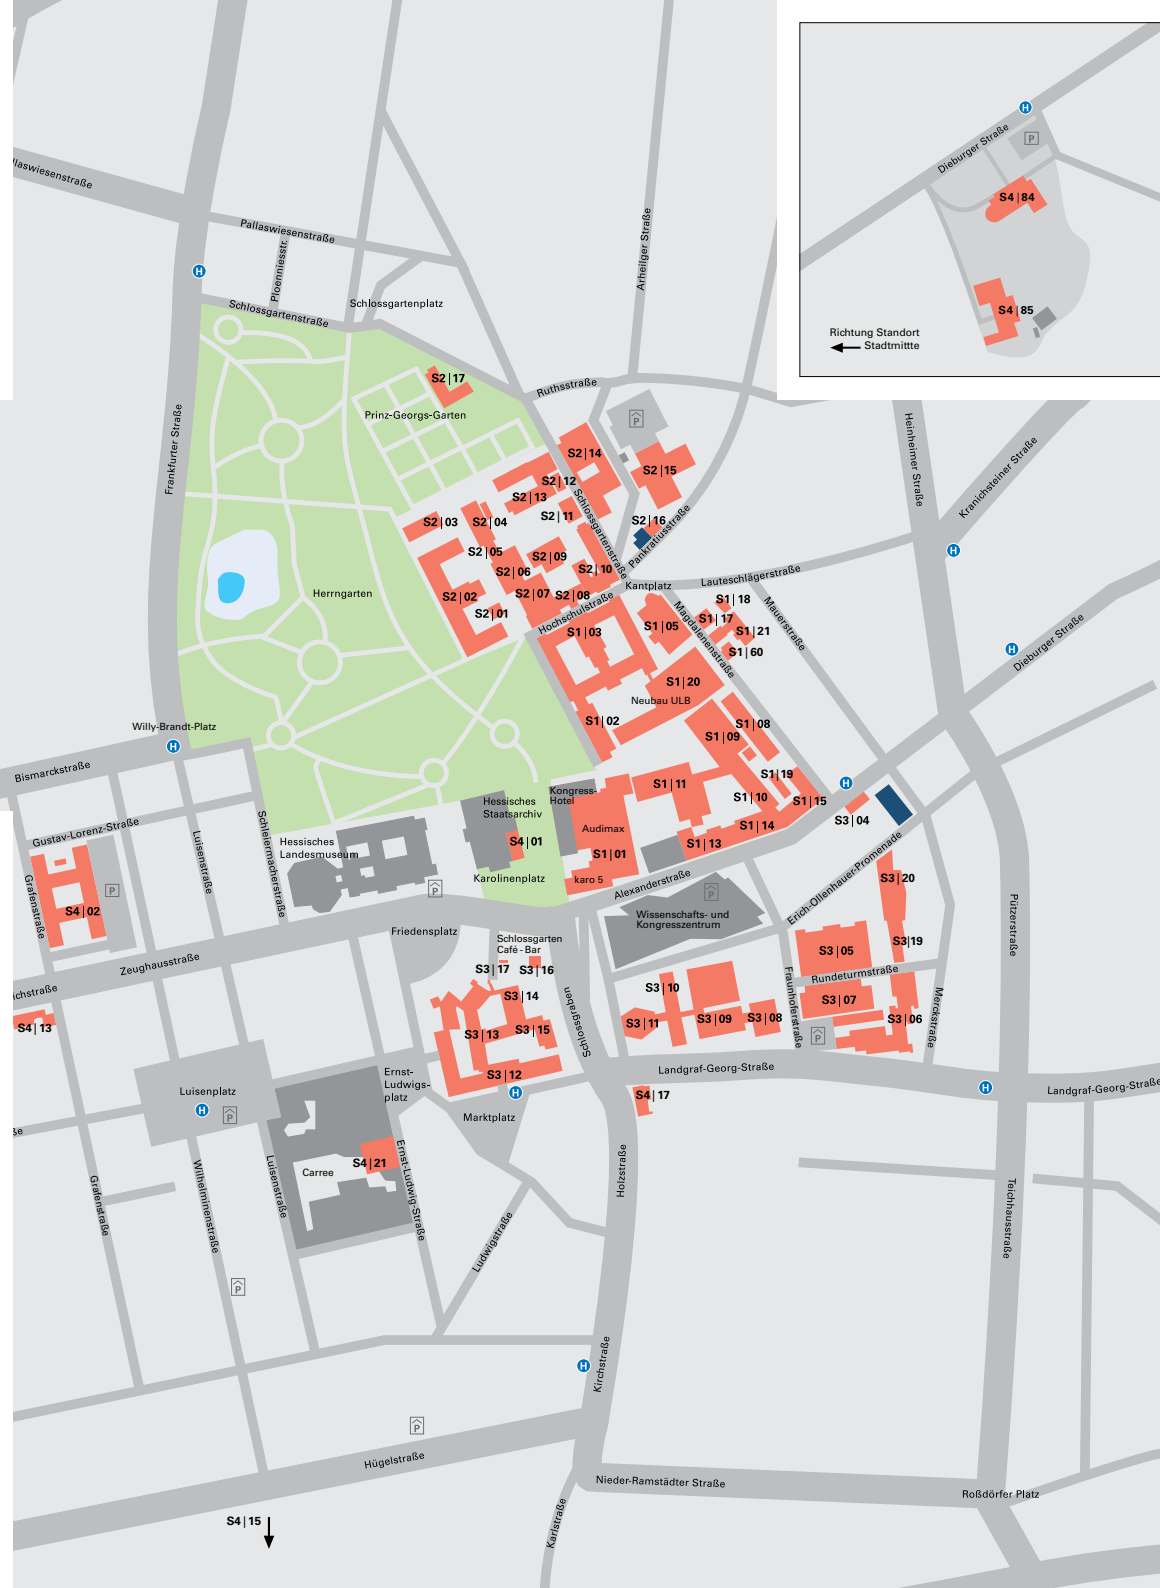 H
Dieburger Straße
P
S4|84
S4|85
Richtung Standort
Stadtmittte
llaswiesenstraße
Pallaswiesenstraße
Ploenniesstr.
H
Schlossgartenstraße
Schlossgartenplatz
Arheilger Straße
S2|17
Prinz-Georgs-Garten
Ruthsstraße
P
Frankfurter Straße
Heinheimer Straße
Kranichsteiner Straße
H
S2|14
S2|15
S2|12
S2|13
S2|11
S2|16
S2|03
S2|04
S2|05
S2|09
S2|06
S2|10
S2|02
S2|07
S2|08
S2|01
Schlossgartenstraße
Pankratiusstraße
Kantplatz
Lauteschlägerstraße
Herrngarten
Hochschulstraße
Magdalenenstraße
Mauerstraße
S1|18
S1|17
S1|21
S1|60
S1|03
S1|05
H
Dieburger Straße
S1|20
Neubau ULB
S1|02
S1|08
S1|09
Willy-Brandt-Platz
H
Bismarckstraße
S1|11
S1|19
S1|10
S1|15
H
S1|14
S1|13
S3|04
Kongress-
Hotel
Hessisches
Staatsarchiv
Audimax
S4|01
S1|01
karo 5
Gustav-Lorenz-Straße
Luisenstraße
Schleiermacherstraße
Hessisches
Landesmuseum
Karolinenplatz
P
P
Grafenstraße
S4|02
Alexanderstraße
P
Wissenschafts- und
Kongresszentrum
Erich-Ollenhauer-Promenade
S3|20
S3|19
Pützerstraße
Friedensplatz
Schlossgarten
Café - Bar
S3|17
S3|16
Zeughausstraße
ichstraße
S4|13
S3|14
S3|13
S3|15
S3|12
H
Schlossgraben
S3|10
S3|11
S3|09
S3|08
S3|05
Rundeturmstraße
S3|07
S3|06
P
Fraunhoferstraße
Merckstraße
Landgraf-Georg-Straße
H
Landgraf-Georg-Straße
Ernst-
Ludwigs-
platz
Marktplatz
S4|17
Luisenplatz
H
P
ße
Carree
S4|21
Ernst-Ludwig-Straße
Luisenstraße
Wilhelminenstraße
Grafenstraße
Ludwigstraße
Holzstraße
Teichhausstraße
P
H
Kirchstraße
P
Hügelstraße
Nieder-Ramstädter Straße
Roßdörfer Platz
Karlstraße
S4|15